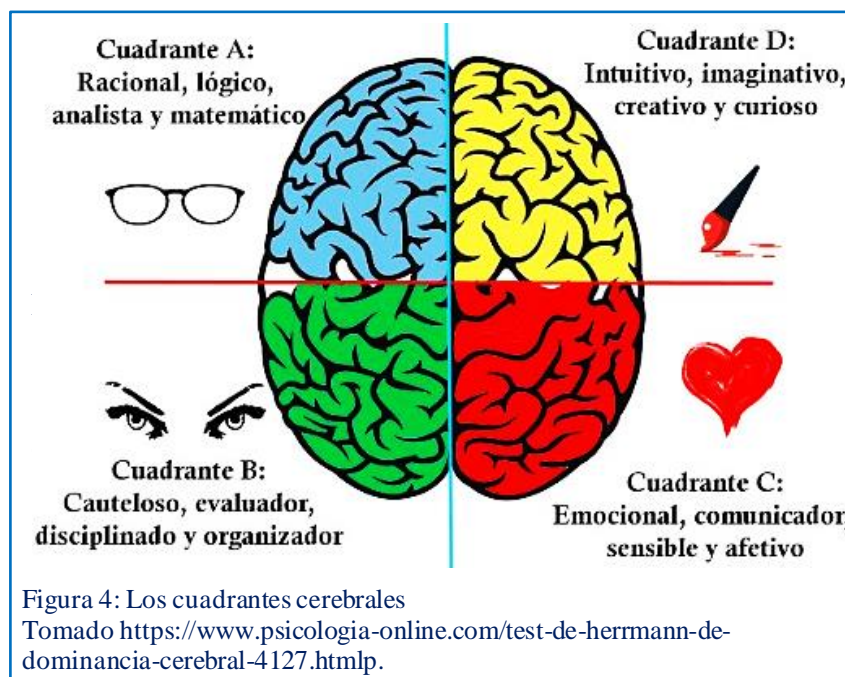 Cuadrante A:
Racional, lógico,
analista y matemático
Cuadrante D:
Intuitivo, imaginativo,
creativo y curioso
Cuadrante B:
Cauteloso, evaluador,
disciplinado y organizador
Cuadrante C:
Emocional, comunicador,
sensible y afetivo
Figura 4: Los cuadrantes cerebrales
Tomado https://www.psicologia-online.com/test-de-herrmann-de-
dominancia-cerebral-4127.htmlp.